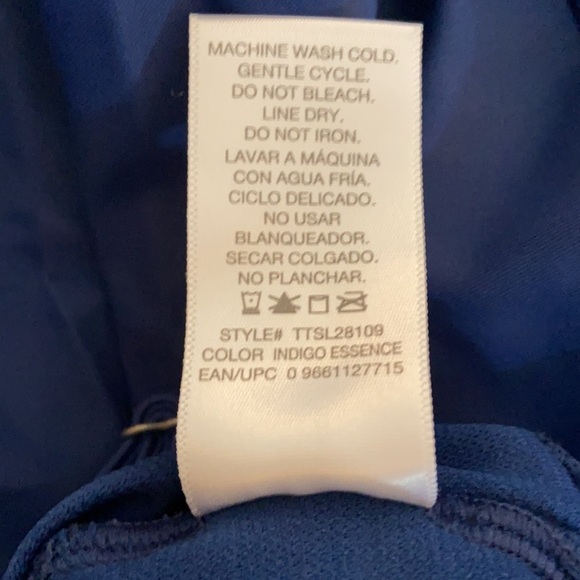 MACHINE WASH COLD.
GENTLE CYCLE.
DO NOT BLEACH.
LINE DRY.
DO NOT IRON.
LAVAR A MÁQUINA
CON AGUA FRÍA.
CICLO DELICADO.
NO USAR
BLANQUEADOR.
SECAR COLGADO.
NO PLANCHAR.
STYLE# TTSL28109
COLOR INDIGO ESSENCE
EAN/UPC 0 9661127715